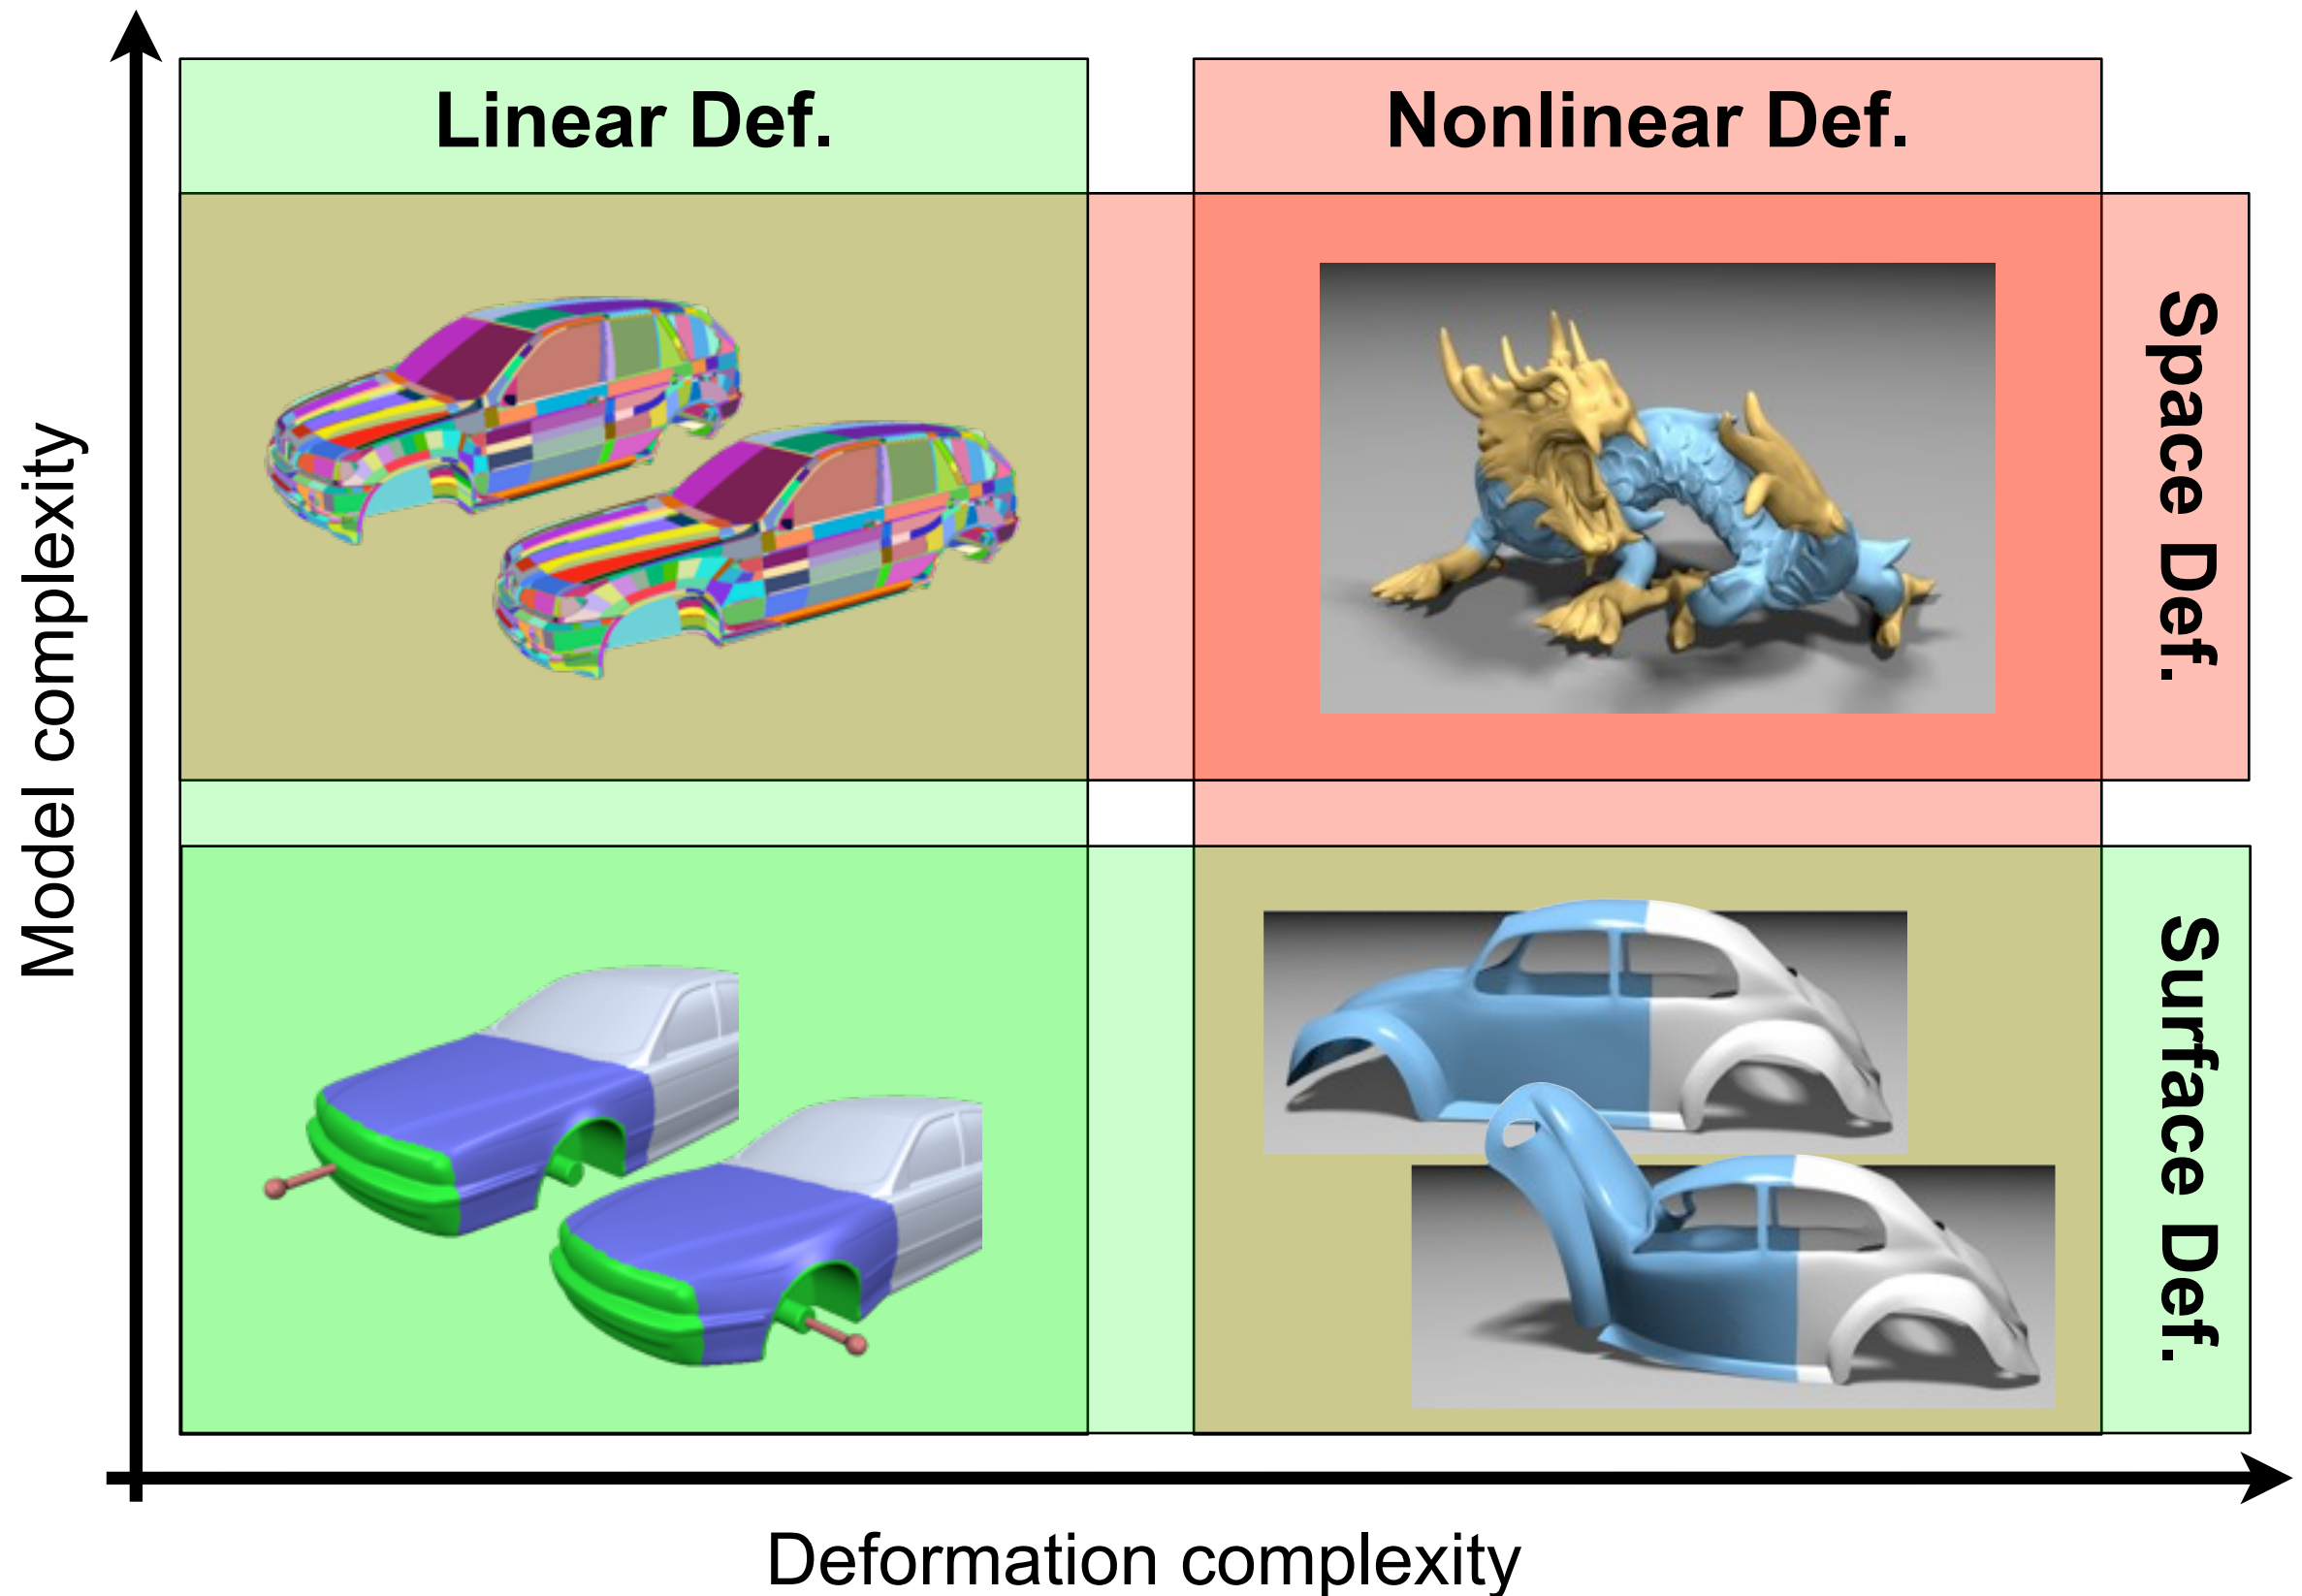 Linear Def.
Nonlinear Def.
Space Def.
Surface Def.
Model complexity
Deformation complexity